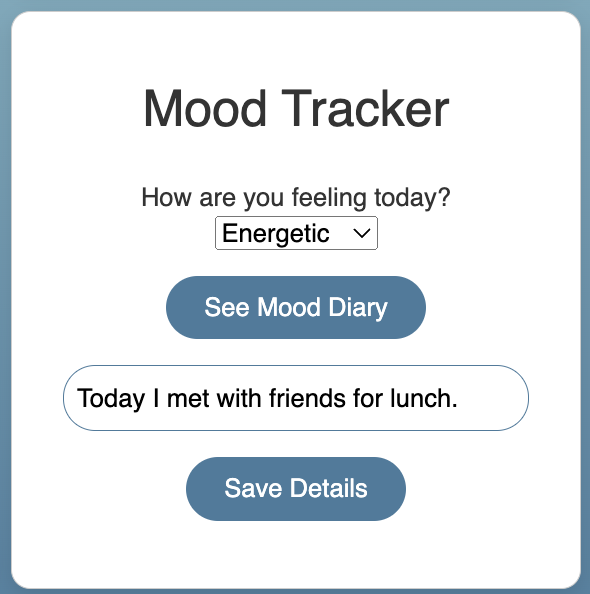 Mood Tracker
How are you feeling today?
Energetic
See Mood Diary
Today I met with friends for lunch.
Save Details